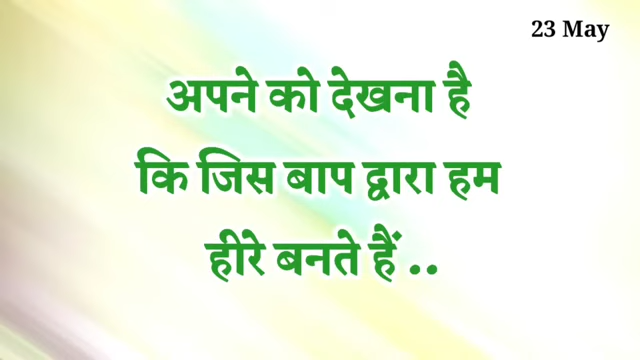 23 May
अपने को देखना है
कि जिस बाप द्वारा हम
हीरे बनते हैं ..